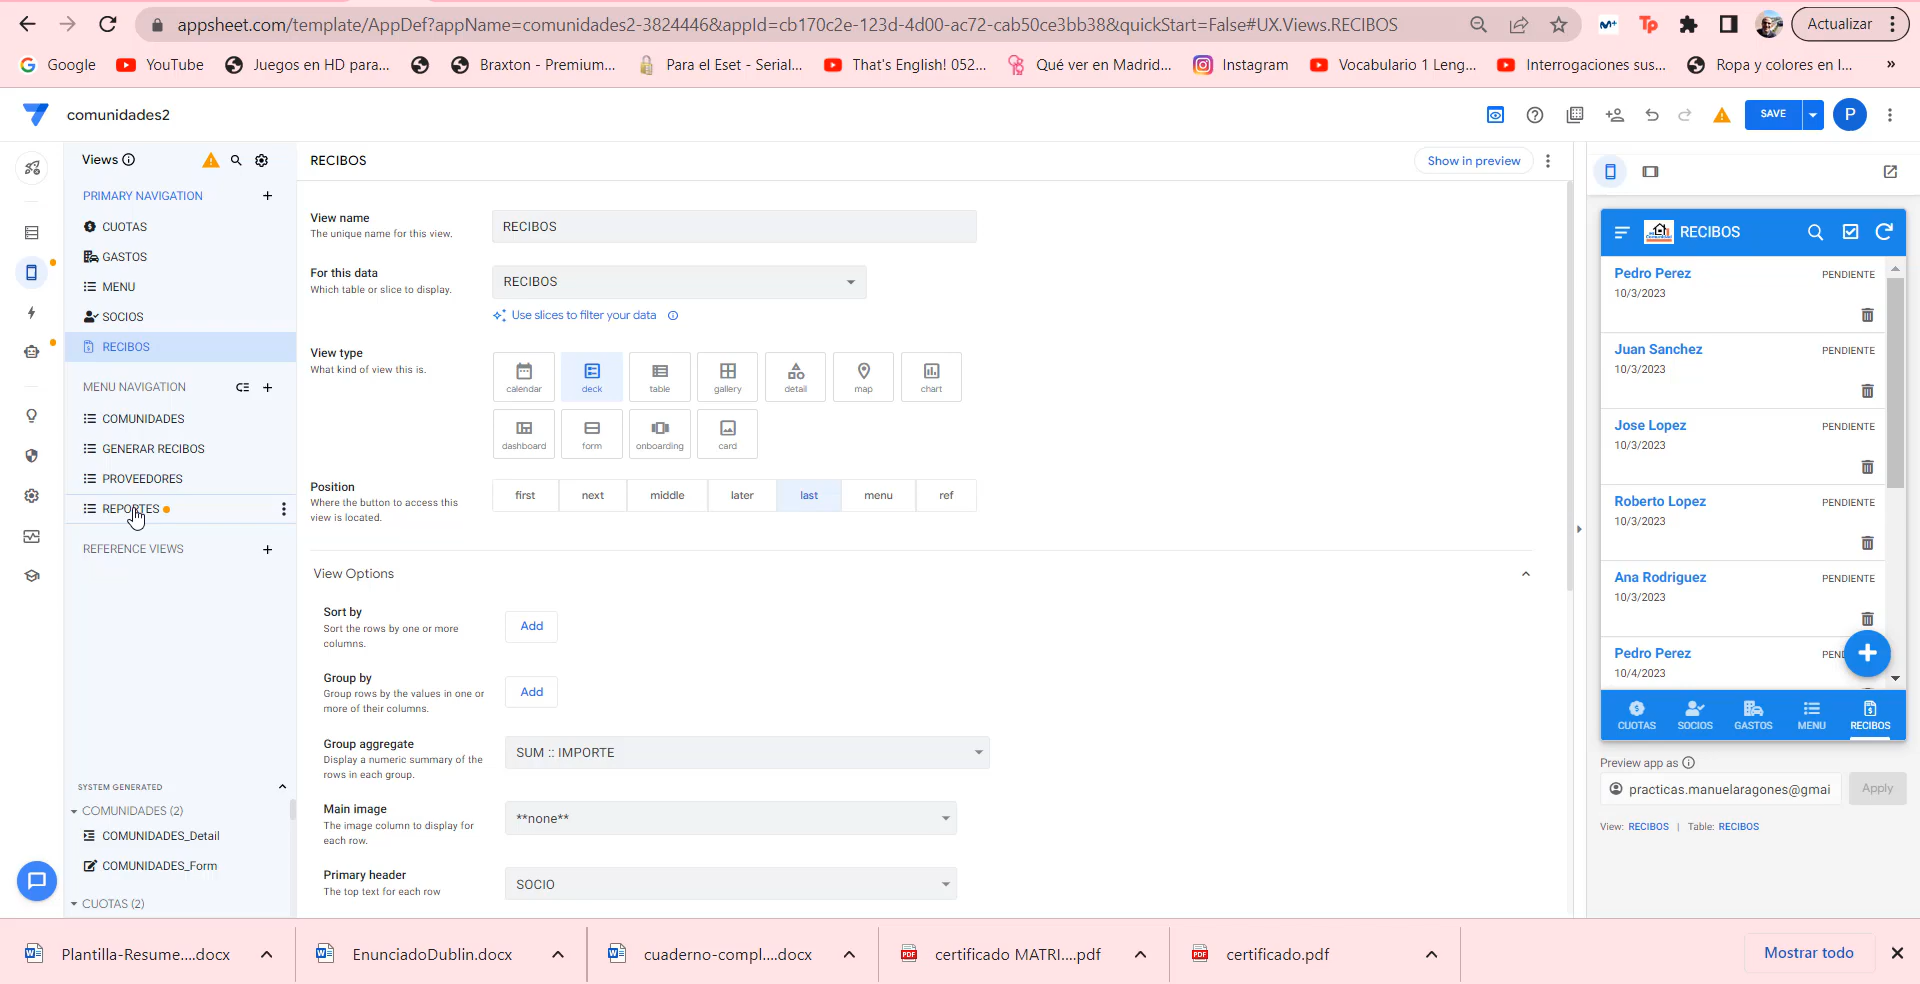 appsheet.com/template/AppDef?appName=comunidades2-3824446&appId=cb170c2e-123d-4d00-ac72-cab50ce3bb38&quickStart=False#UX.Views.RECIBOS
Actualizar
Google YouTube Juegos en HD para... Braxton - Premium... Para el Eset - Serial... That's English! 052... Qué ver en Madrid... Instagram Vocabulario 1 Leng... Interrogaciones sus... Ropa y colores en I... »
comunidades2
SAVE
P
Views
PRIMARY NAVIGATION
CUOTAS
GASTOS
MENU
SOCIOS
RECIBOS
MENU NAVIGATION
COMUNIDADES
GENERAR RECIBOS
PROVEEDORES
REPORTES
REFERENCE VIEWS
SYSTEM GENERATED
COMUNIDADES (2)
COMUNIDADES_Detail
COMUNIDADES_Form
CUOTAS (2)
RECIBOS
Show in preview
View name
The unique name for this view.
RECIBOS
For this data
Which table or slice to display.
RECIBOS
Use slices to filter your data
View type
What kind of view this is.
calendar deck table gallery detail map chart
dashboard form onboarding card
Position
Where the button to access this
view is located.
first next middle later last menu ref
View Options
Sort by
Sort the rows by one or more
columns.
Add
Group by
Group rows by the values in one or
more of their columns.
Add
Group aggregate
Display a numeric summary of the
rows in each group.
SUM :: IMPORTE
Main image
The image column to display for
each row.
**none**
Primary header
The top text for each row
SOCIO
RECIBOS
Pedro Perez PENDIENTE
10/3/2023
Juan Sanchez PENDIENTE
10/3/2023
Jose Lopez PENDIENTE
10/3/2023
Roberto Lopez PENDIENTE
10/3/2023
Ana Rodriguez PENDIENTE
10/3/2023
Pedro Perez PEND
10/4/2023
CUOTAS SOCIOS GASTOS MENU RECIBOS
Preview app as
practicas.manuelaragones@gmai
Apply
View: RECIBOS | Table: RECIBOS
Plantilla-Resume....docx EnunciadoDublin.docx cuaderno-compl....docx certificado MATRI....pdf certificado.pdf
Mostrar todo